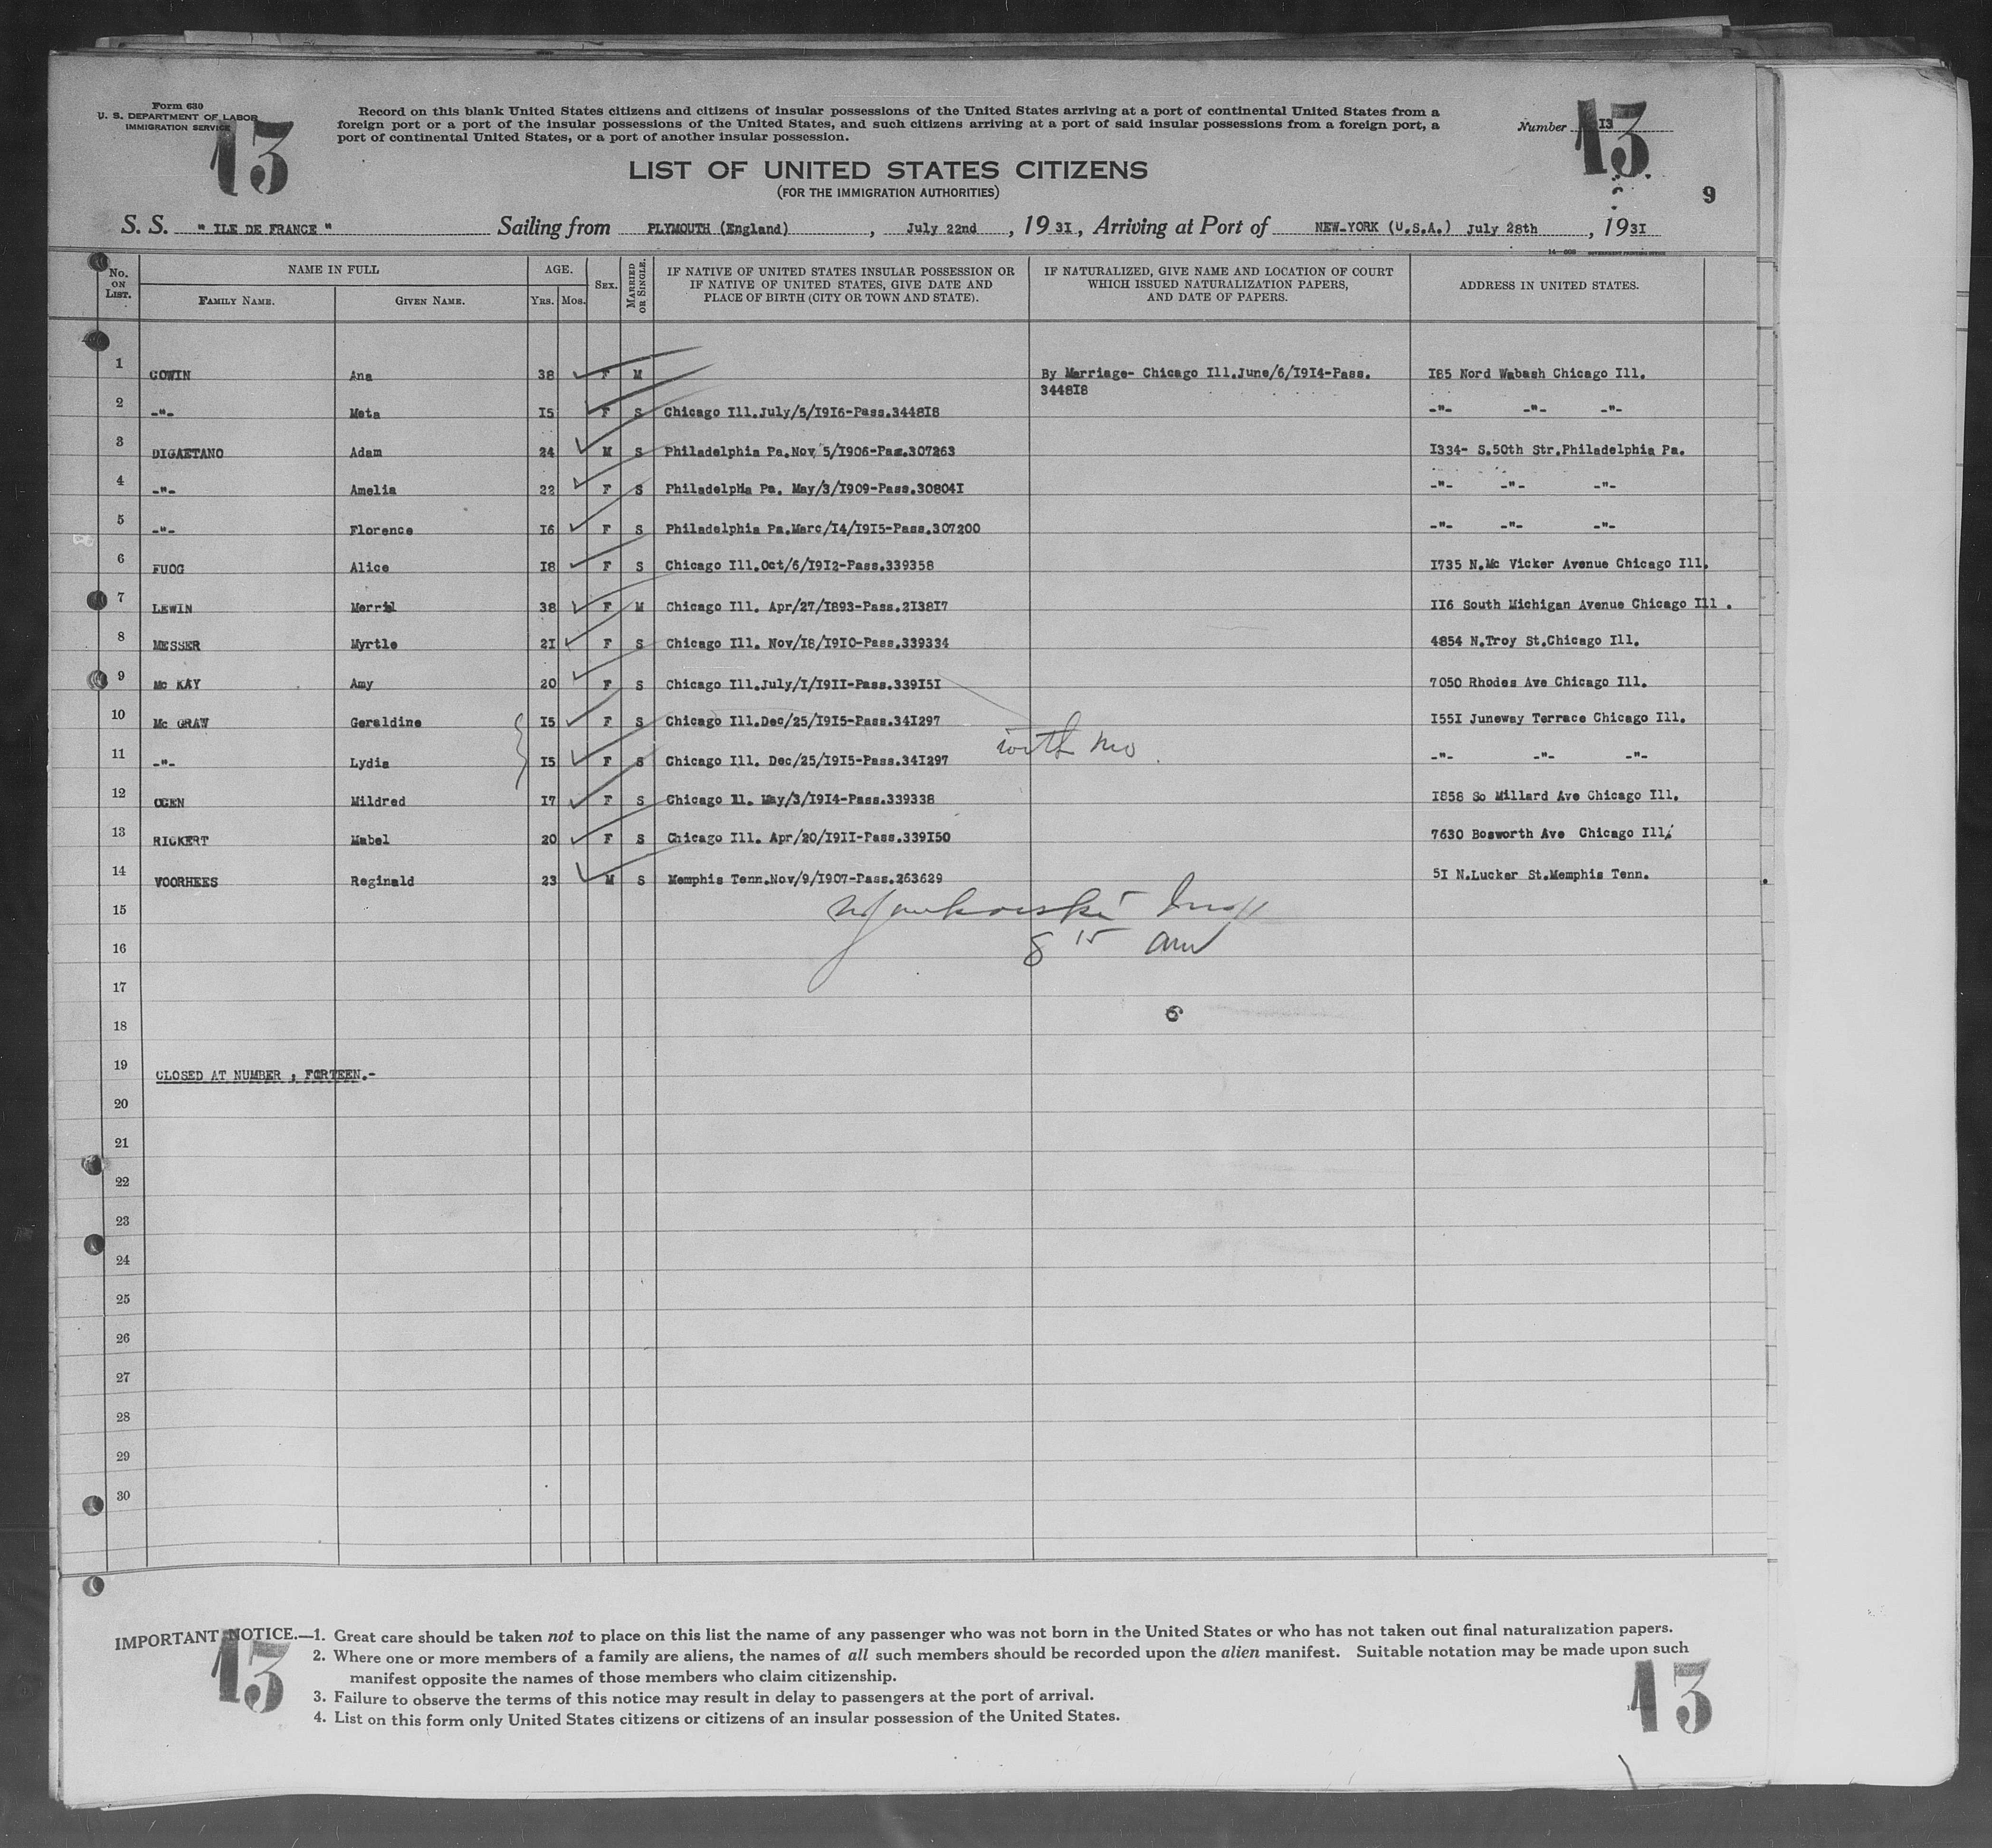 Form 630
U. S. DEPARTMENT OF LABOR
IMMIGRATION SERVICE
13
Record on this blank United States citizens and citizens of insular possessions of the United States arriving at a port of continental United States from a
foreign port or a port of the insular possessions of the United States, and such citizens arriving at a port of said insular possessions from a foreign port, a
port of continental United States, or a port of another insular possession.
Number 13
13
9
LIST OF UNITED STATES CITIZENS
(FOR THE IMMIGRATION AUTHORITIES)
S. S. " ILE DE FRANCE " Sailing from PLYMOUTH (England) , July 22nd , 1931, Arriving at Port of NEW-YORK (U.S.A.) July 28th , 1931
No. ON LIST. NAME IN FULL FAMILY NAME. GIVEN NAME. AGE. YRS. MOS. SEX. MARRIED OR SINGLE. IF NATIVE OF UNITED STATES INSULAR POSSESSION OR IF NATIVE OF UNITED STATES, GIVE DATE AND PLACE OF BIRTH (CITY OR TOWN AND STATE). IF NATURALIZED, GIVE NAME AND LOCATION OF COURT WHICH ISSUED NATURALIZATION PAPERS, AND DATE OF PAPERS. ADDRESS IN UNITED STATES.
1 GOWIN Ana 38 F M By Marriage- Chicago Ill.June/6/1914-Pass. 344818 185 Nord Wabash Chicago Ill.
2 -"- Meta 15 F S Chicago Ill.July/5/1916-Pass.344818 -"- -"- -"-
3 DIGAETANO Adam 24 M S Philadelphia Pa.Nov 5/1906-Pas.307263 1334- S.50th Str.Philadelphia Pa.
4 -"- Amelia 22 F S Philadelphia Pa. May/3/1909-Pass.308041 -"- -"- -"-
5 -"- Florence 16 F S Philadelphia Pa.Marc/14/1915-Pass.307200 -"- -"- -"-
6 FUOG Alice 18 F S Chicago Ill.Oct/6/1912-Pass.339358 1735 N.Mc Vicker Avenue Chicago Ill.
7 LEWIN Merril 38 F M Chicago Ill. Apr/27/1893-Pass.213817 116 South Michigan Avenue Chicago Ill .
8 MESSER Myrtle 21 F S Chicago Ill. Nov/18/1910-Pass.339334 4854 N.Troy St.Chicago Ill.
9 Mc KAY Amy 20 F S Chicago Ill.July/1/1911-Pass.339151 7050 Rhodes Ave Chicago Ill.
10 Mc GRAW Geraldine 15 F S Chicago Ill.Dec/25/1915-Pass.341297 1551 Juneway Terrace Chicago Ill.
with mo
11 -"- Lydia 15 F S Chicago Ill. Dec/25/1915-Pass.341297 -"- -"- -"-
12 OGEN Mildred 17 F S Chicago Ill. May/3/1914-Pass.339338 1858 So Millard Ave Chicago Ill.
13 RICKERT Mabel 20 F S Chicago Ill. Apr/20/1911-Pass.339150 7630 Bosworth Ave Chicago Ill.
14 VOORHEES Reginald 23 M S Memphis Tenn.Nov/9/1907-Pass.263629 51 N.Lucker St.Memphis Tenn.
15
16 8 15 am
17
18 6
19 CLOSED AT NUMBER ; FORTEEN.-
20
21
22
23
24
25
26
27
28
29
30
IMPORTANT NOTICE.—1. Great care should be taken not to place on this list the name of any passenger who was not born in the United States or who has not taken out final naturalization papers.
2. Where one or more members of a family are aliens, the names of all such members should be recorded upon the alien manifest. Suitable notation may be made upon such
manifest opposite the names of those members who claim citizenship.
3. Failure to observe the terms of this notice may result in delay to passengers at the port of arrival.
4. List on this form only United States citizens or citizens of an insular possession of the United States.
13
13